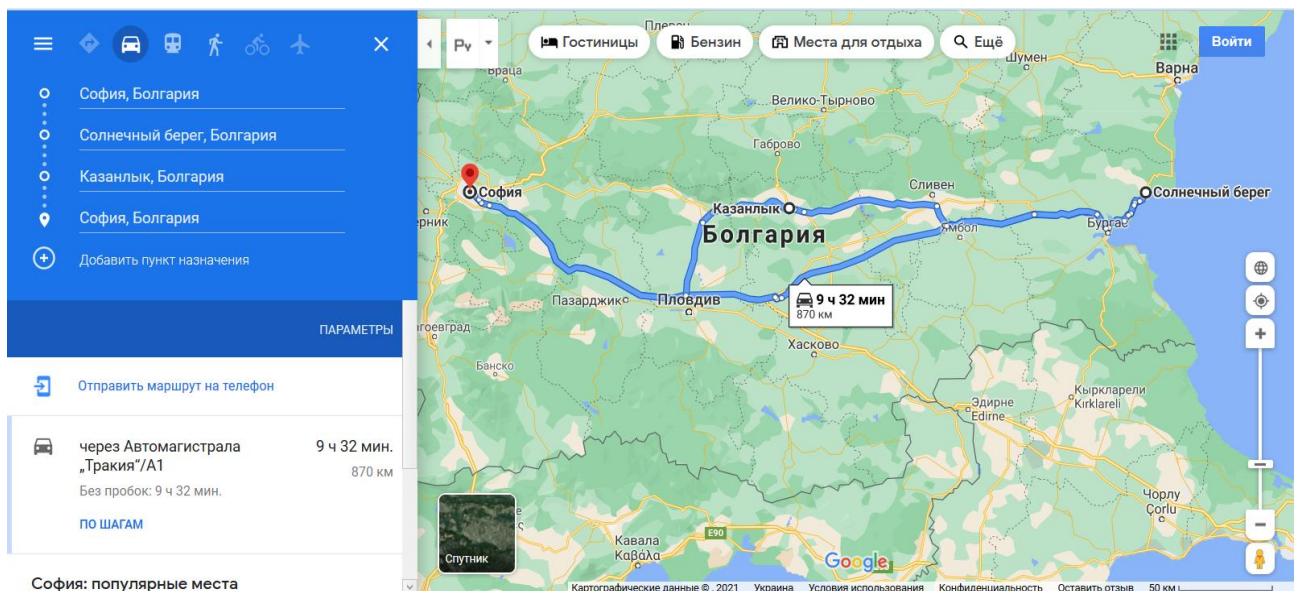 София, Болгария
Солнечный берег, Болгария
Казанлык, Болгария
София, Болгария
Добавить пункт назначения
ПАРАМЕТРЫ
Отправить маршрут на телефон
через Автомагистрала
„Тракия“/A1
9 ч 32 мин.
870 км
Без пробок: 9 ч 32 мин.
ПО ШАГАМ
София: популярные места
Гостиницы
Бензин
Места для отдыха
Ещё
Войти
Враца
Шумен
Варна
Велико-Тырново
Габрово
София
Сливен
Солнечный берег
Казанлык
Болгария
Ямбол
Бургас
Пазарджик
Пловдив
9 ч 32 мин
870 км
Хасково
Банско
Кыркларели
Kırklareli
Эдирне
Edirne
Чорлу
Çorlu
E90
Кавала
Καβάλα
Спутник
Google
Картографические данные © , 2021 Украина Условия использования Конфиденциальность Оставить отзыв 50 км